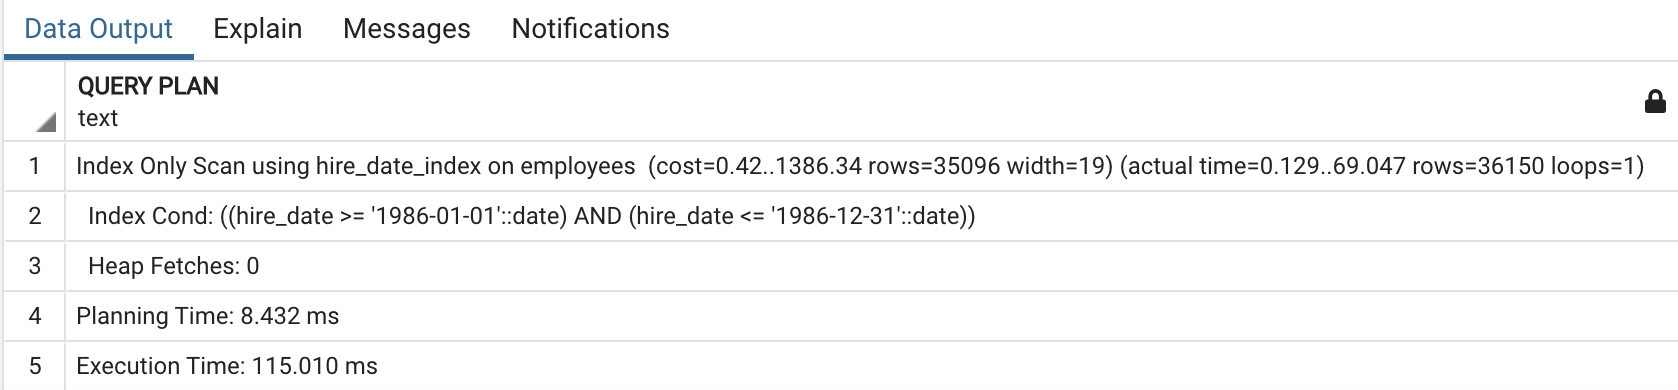 Data Output Explain Messages Notifications
QUERY PLAN
text
1 Index Only Scan using hire_date_index on employees  (cost=0.42..1386.34 rows=35096 width=19) (actual time=0.129..69.047 rows=36150 loops=1)
2 Index Cond: ((hire_date >= '1986-01-01'::date) AND (hire_date <= '1986-12-31'::date))
3 Heap Fetches: 0
4 Planning Time: 8.432 ms
5 Execution Time: 115.010 ms